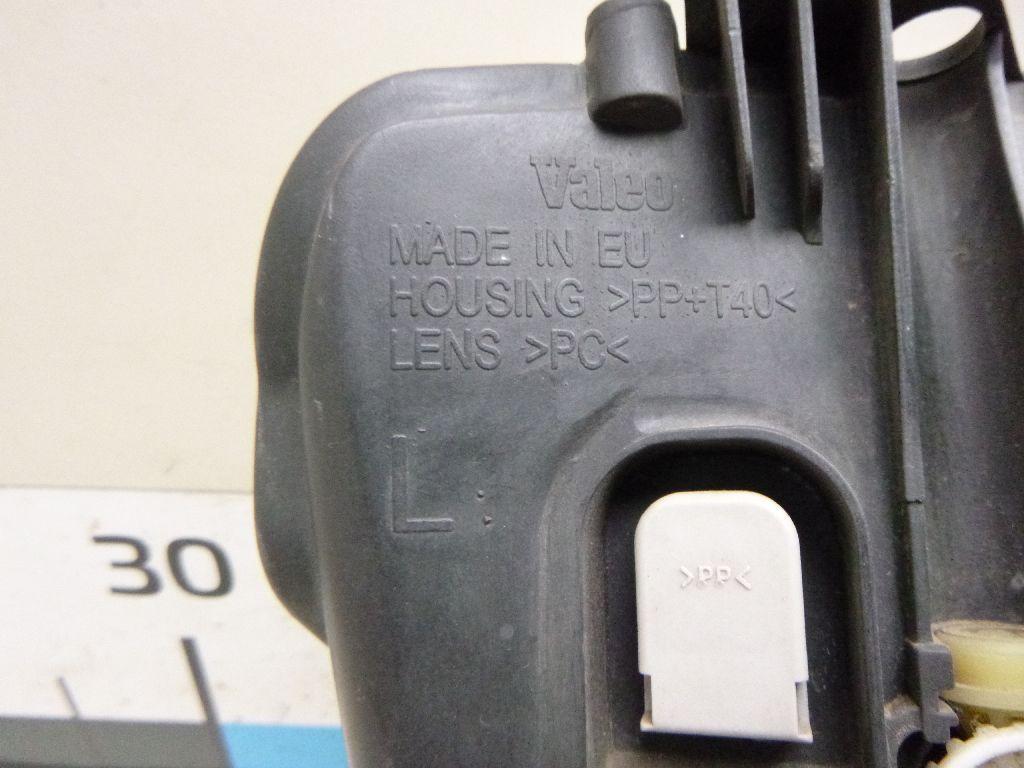 Valeo
MADE IN EU
HOUSING >PP+T40<
LENS >PC<
L
>PP<
30